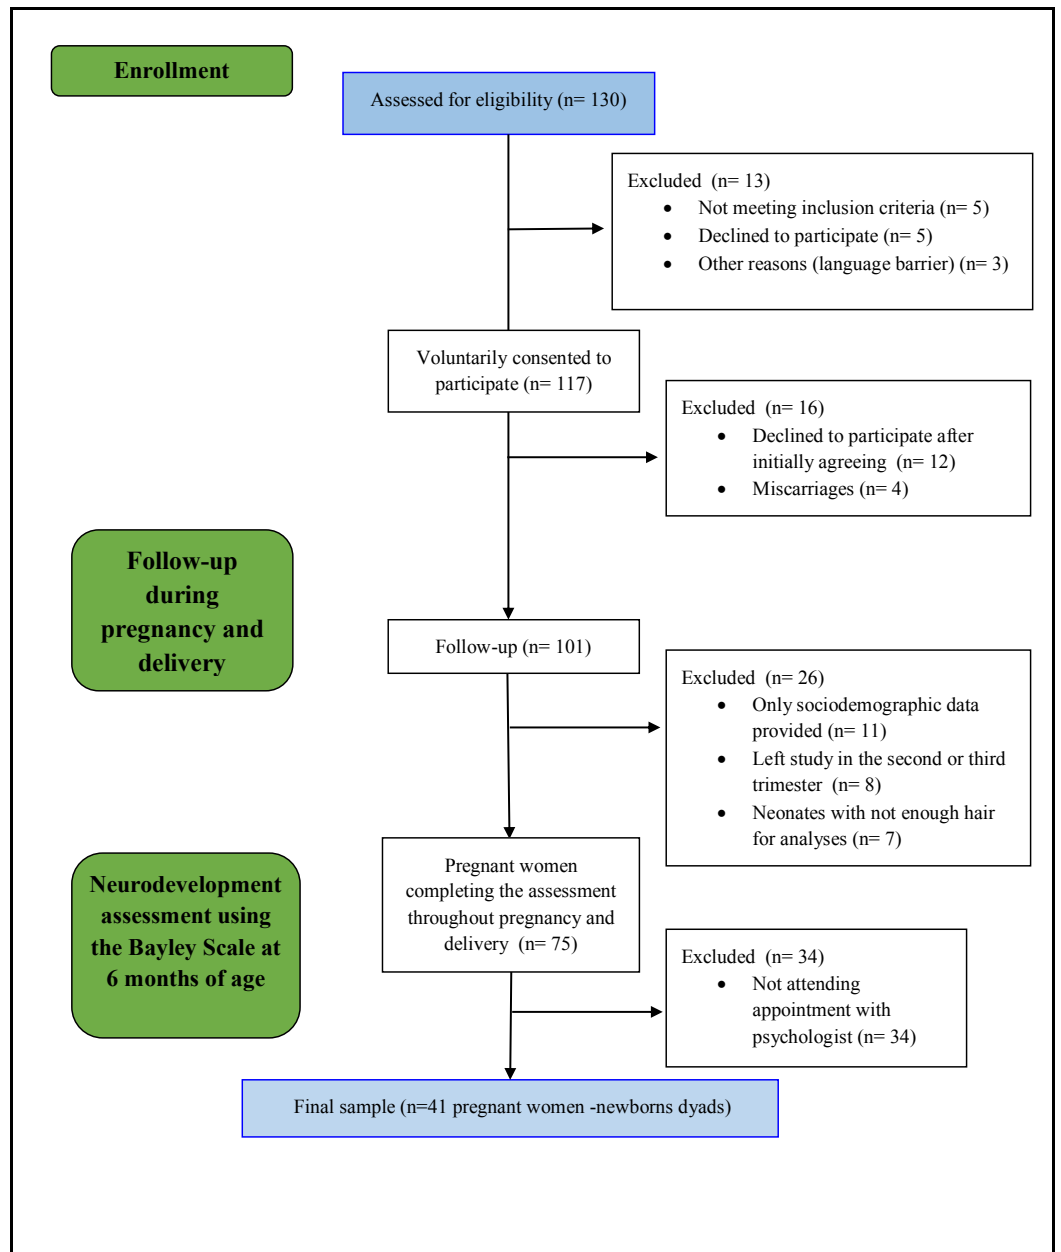 Enrollment
Assessed for eligibility (n= 130)
Excluded  (n= 13)
• Not meeting inclusion criteria (n= 5)
• Declined to participate (n= 5)
• Other reasons (language barrier) (n= 3)
Voluntarily consented to
participate (n= 117)
Excluded  (n= 16)
• Declined to participate after
initially agreeing  (n= 12)
• Miscarriages (n= 4)
Follow-up
during
pregnancy and
delivery
Follow-up (n= 101)
Excluded  (n= 26)
• Only sociodemographic data
provided (n= 11)
• Left study in the second or third
trimester  (n= 8)
• Neonates with not enough hair
for analyses (n= 7)
Pregnant women
completing the assessment
throughout pregnancy and
delivery  (n= 75)
Neurodevelopment
assessment using
the Bayley Scale at
6 months of age
Excluded  (n= 34)
• Not attending
appointment with
psychologist (n= 34)
Final sample (n=41 pregnant women -newborns dyads)